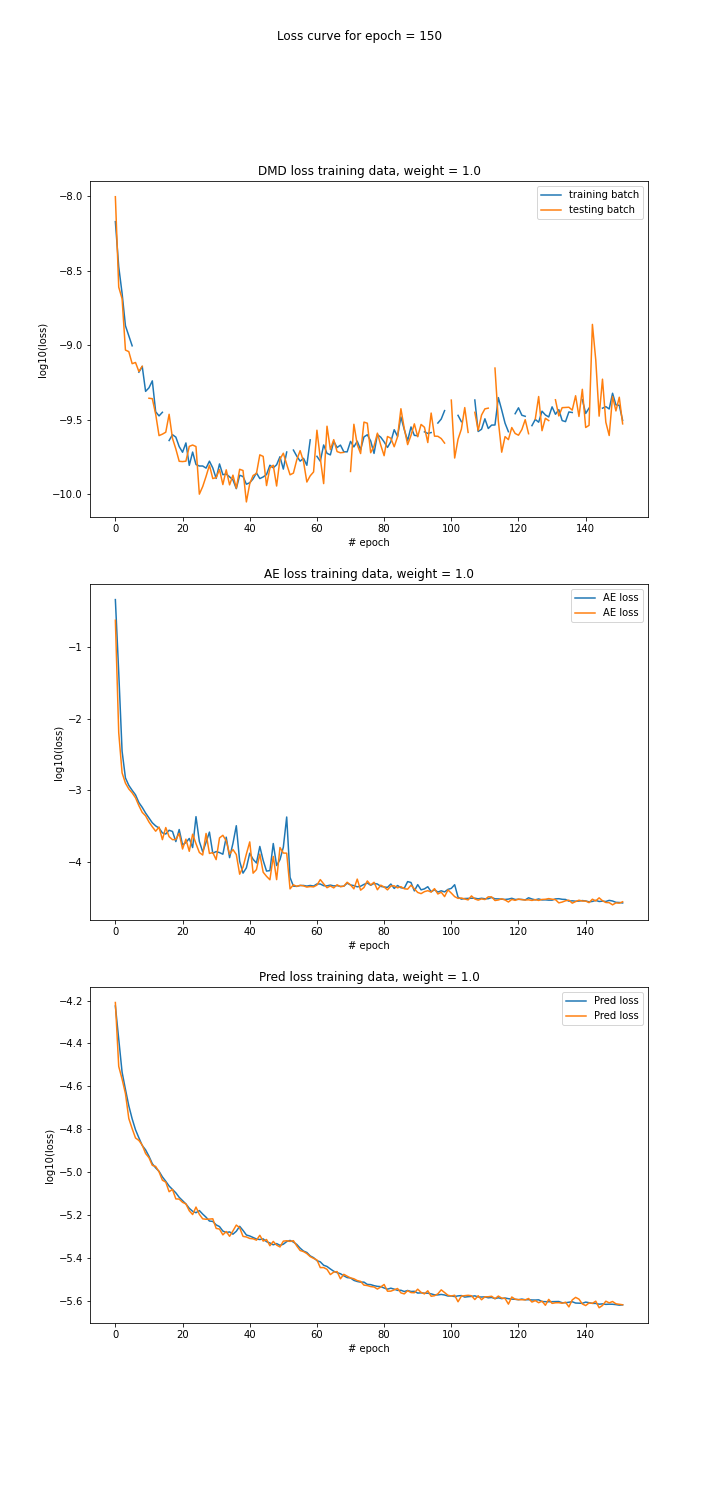 Loss curve for epoch = 150
DMD loss training data, weight = 1.0
training batch
testing batch
−8.0
−8.5
−9.0
−9.5
−10.0
log10(loss)
0 20 40 60 80 100 120 140
# epoch
AE loss training data, weight = 1.0
AE loss
AE loss
−1
−2
−3
−4
log10(loss)
0 20 40 60 80 100 120 140
# epoch
Pred loss training data, weight = 1.0
Pred loss
Pred loss
−4.2
−4.4
−4.6
−4.8
−5.0
−5.2
−5.4
−5.6
log10(loss)
0 20 40 60 80 100 120 140
# epoch